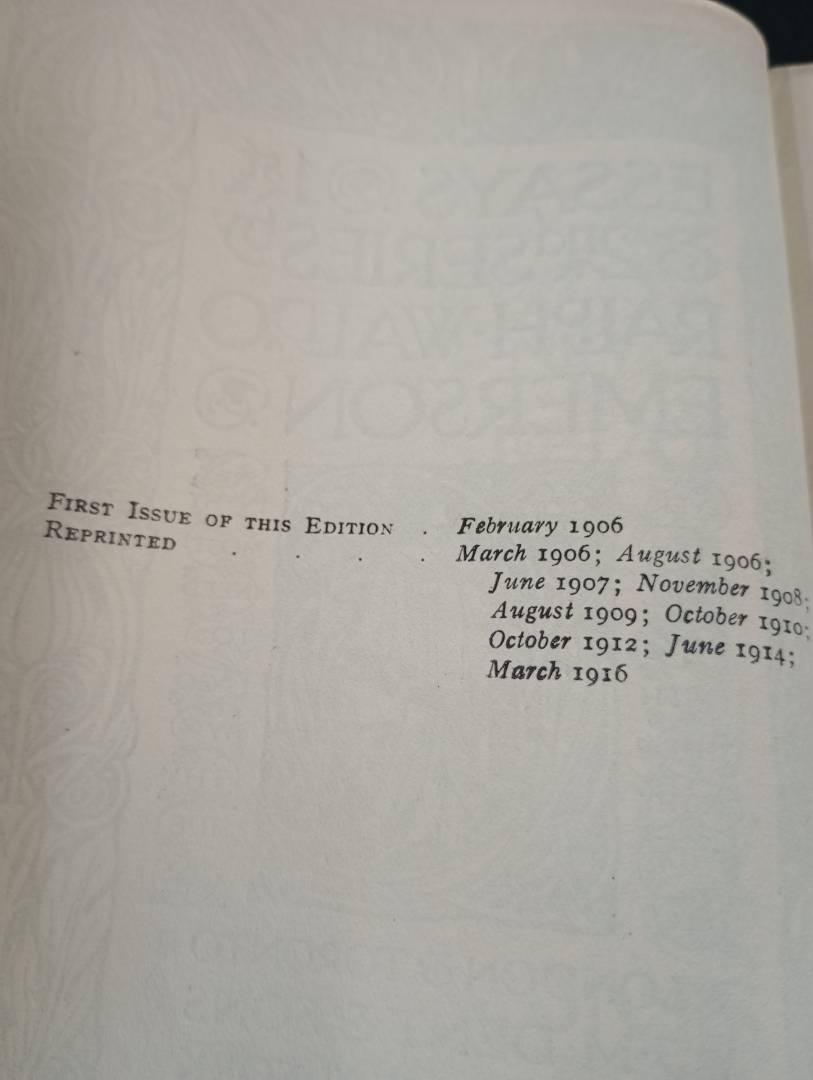 FIRST ISSUE OF THIS EDITION . February 1906
REPRINTED . . . . March 1906; August 1906;
June 1907; November 1908;
August 1909; October 1910;
October 1912; June 1914;
March 1916